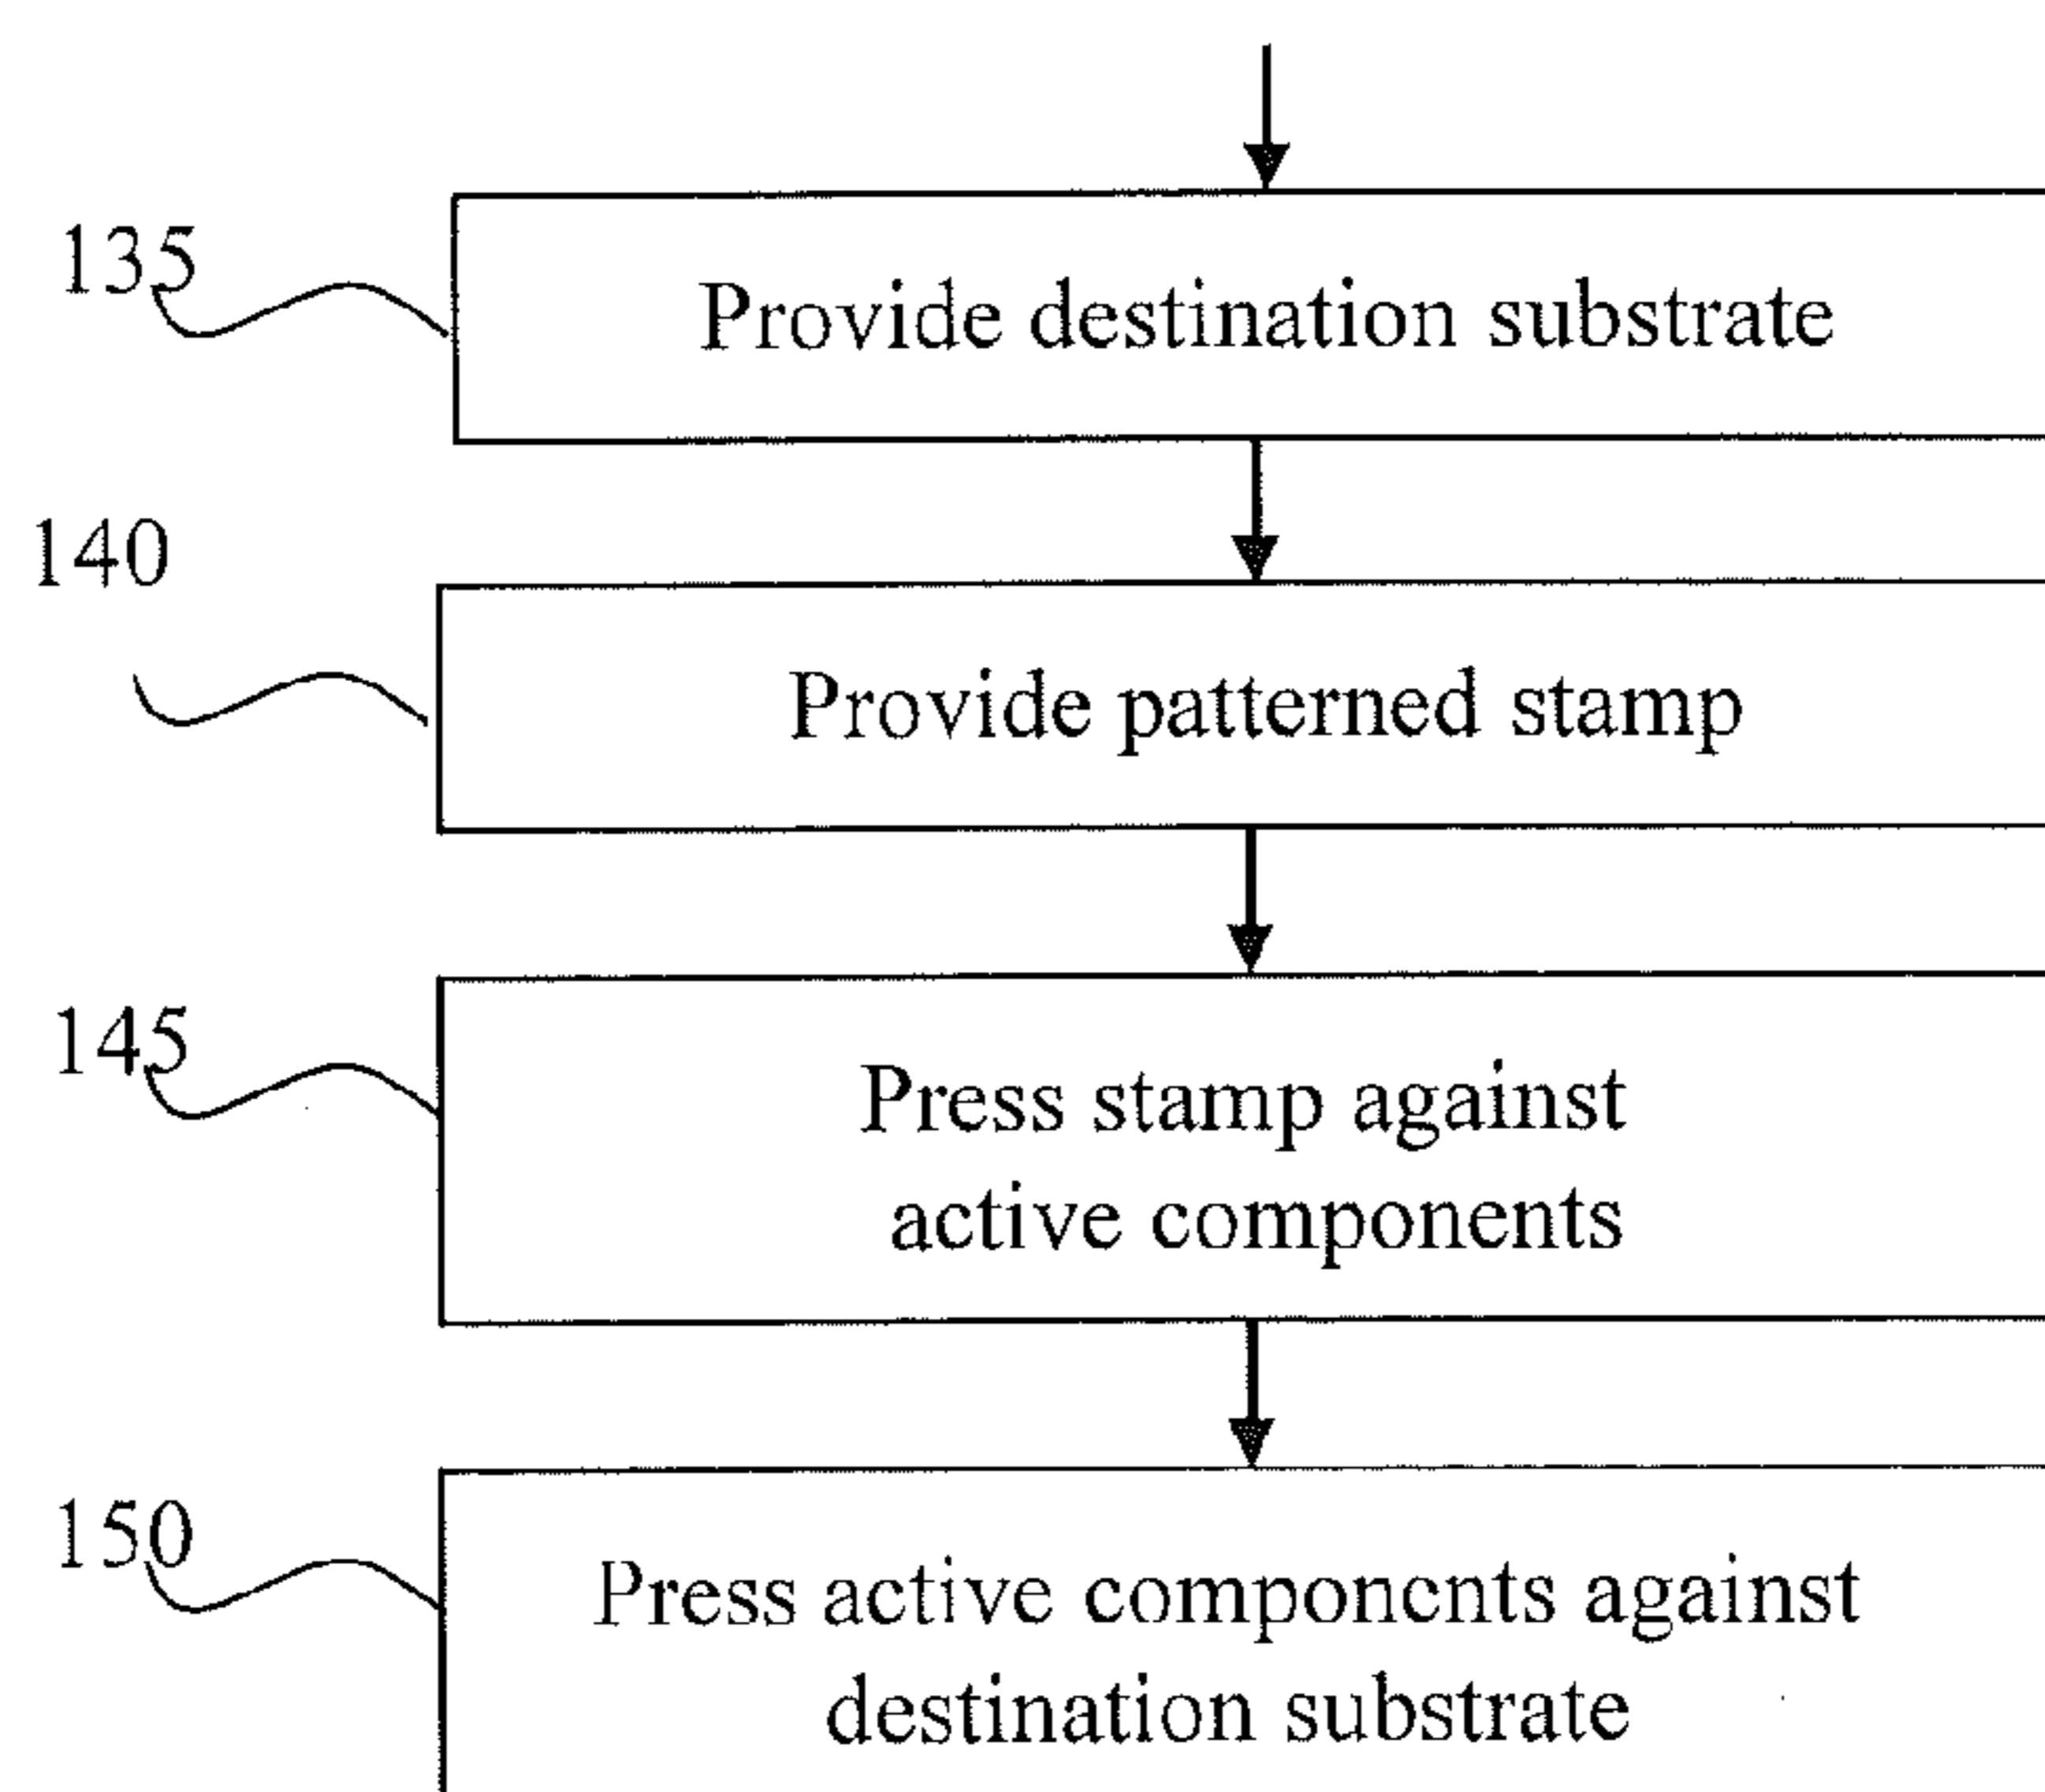 135
Provide destination substrate
140
Provide patterned stamp
145
Press stamp against
active components
150
Press active components against
destination substrate